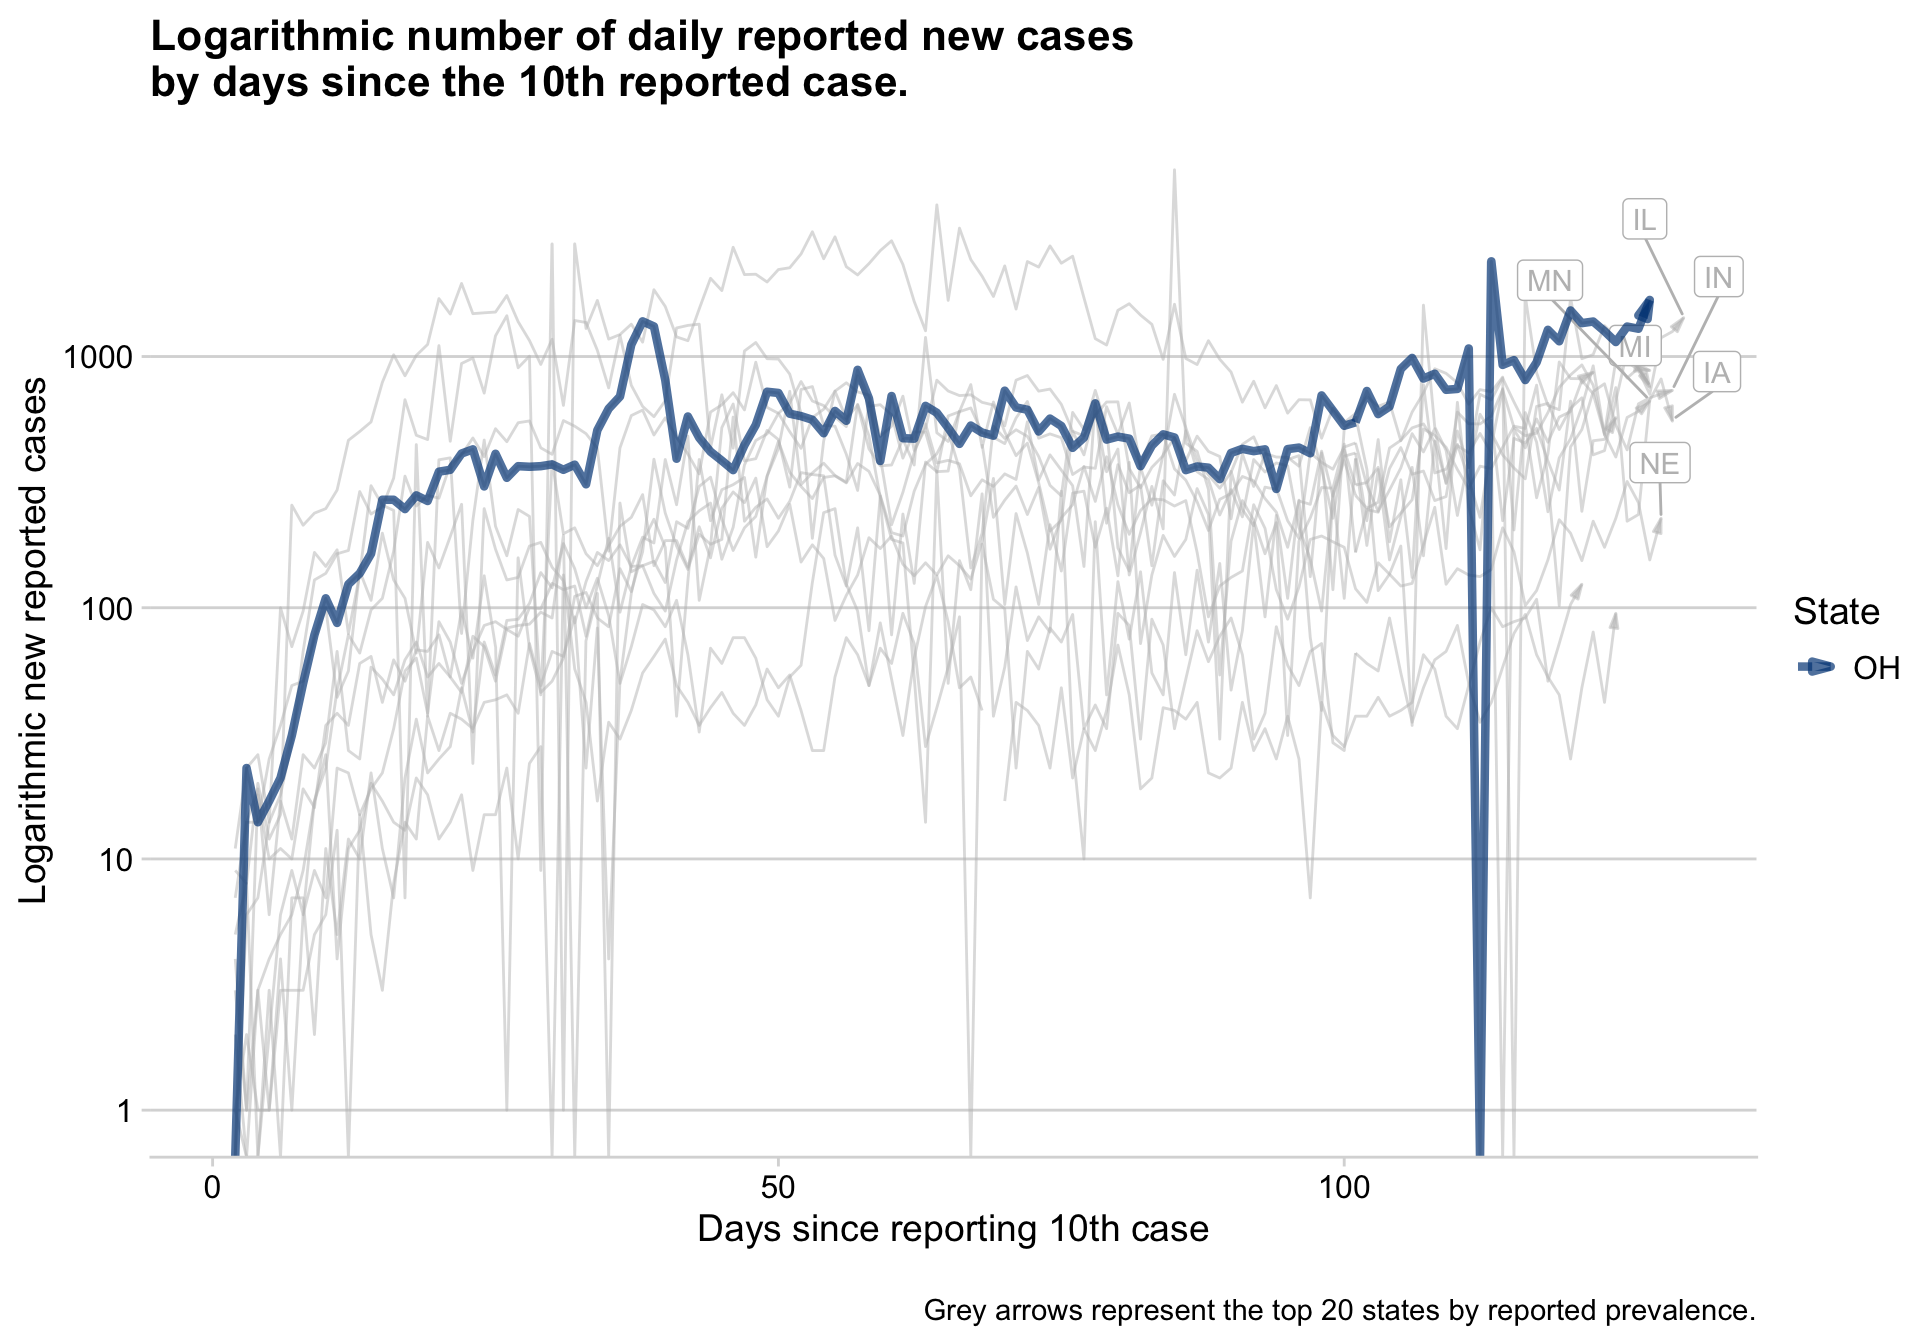 Logarithmic number of daily reported new cases
by days since the 10th reported case.
IL
IN
MN
MI
IA
NE
1000
100
10
1
Logarithmic new reported cases
State
OH
0
50
100
Days since reporting 10th case
Grey arrows represent the top 20 states by reported prevalence.